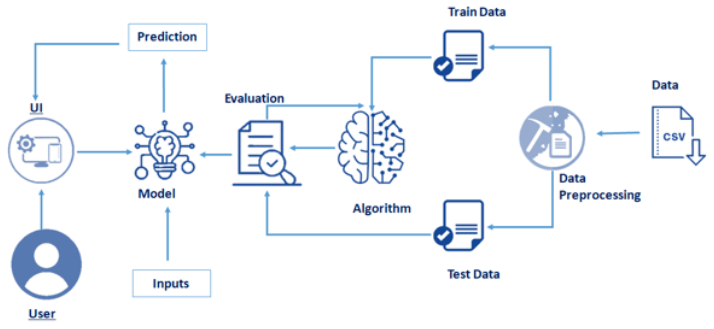 Train Data
Prediction
Data
UI
Evaluation
CSV
Model
Algorithm
Data
Preprocessing
Inputs
Test Data
User